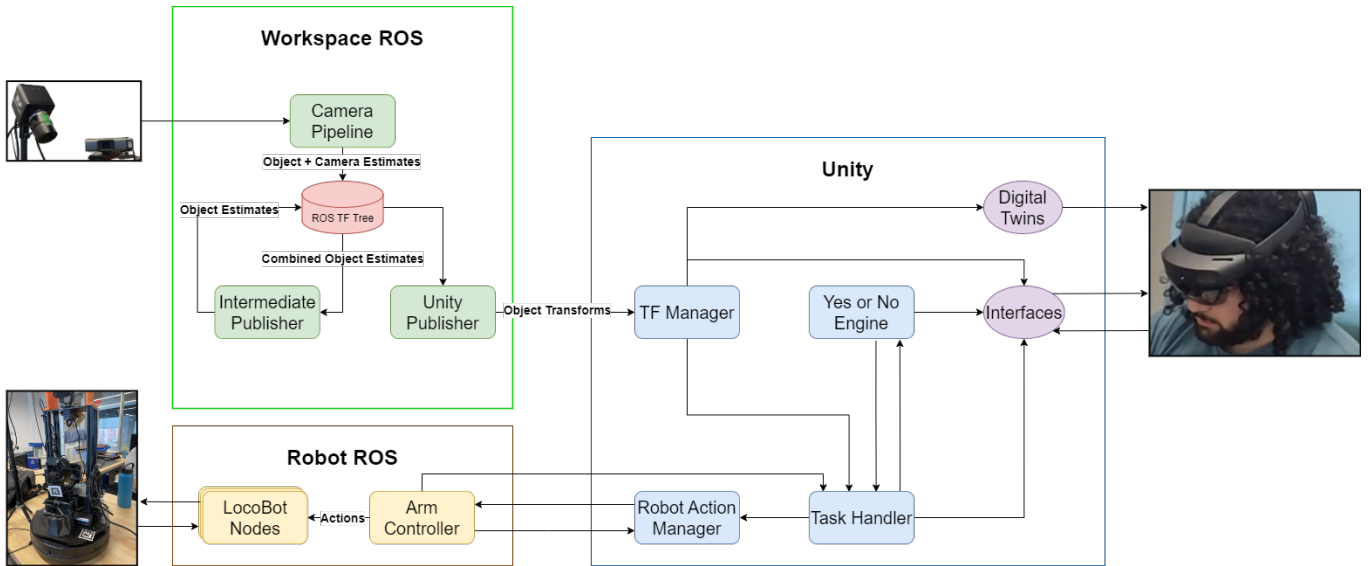 Workspace ROS
Camera
Pipeline
Object + Camera Estimates
Object Estimates
ROS TF Tree
Combined Object Estimates
Intermediate
Publisher
Unity
Publisher
Object Transforms
Unity
Digital
Twins
TF Manager
Yes or No
Engine
Interfaces
Robot ROS
LocoBot
Nodes
Actions
Arm
Controller
Robot Action
Manager
Task Handler